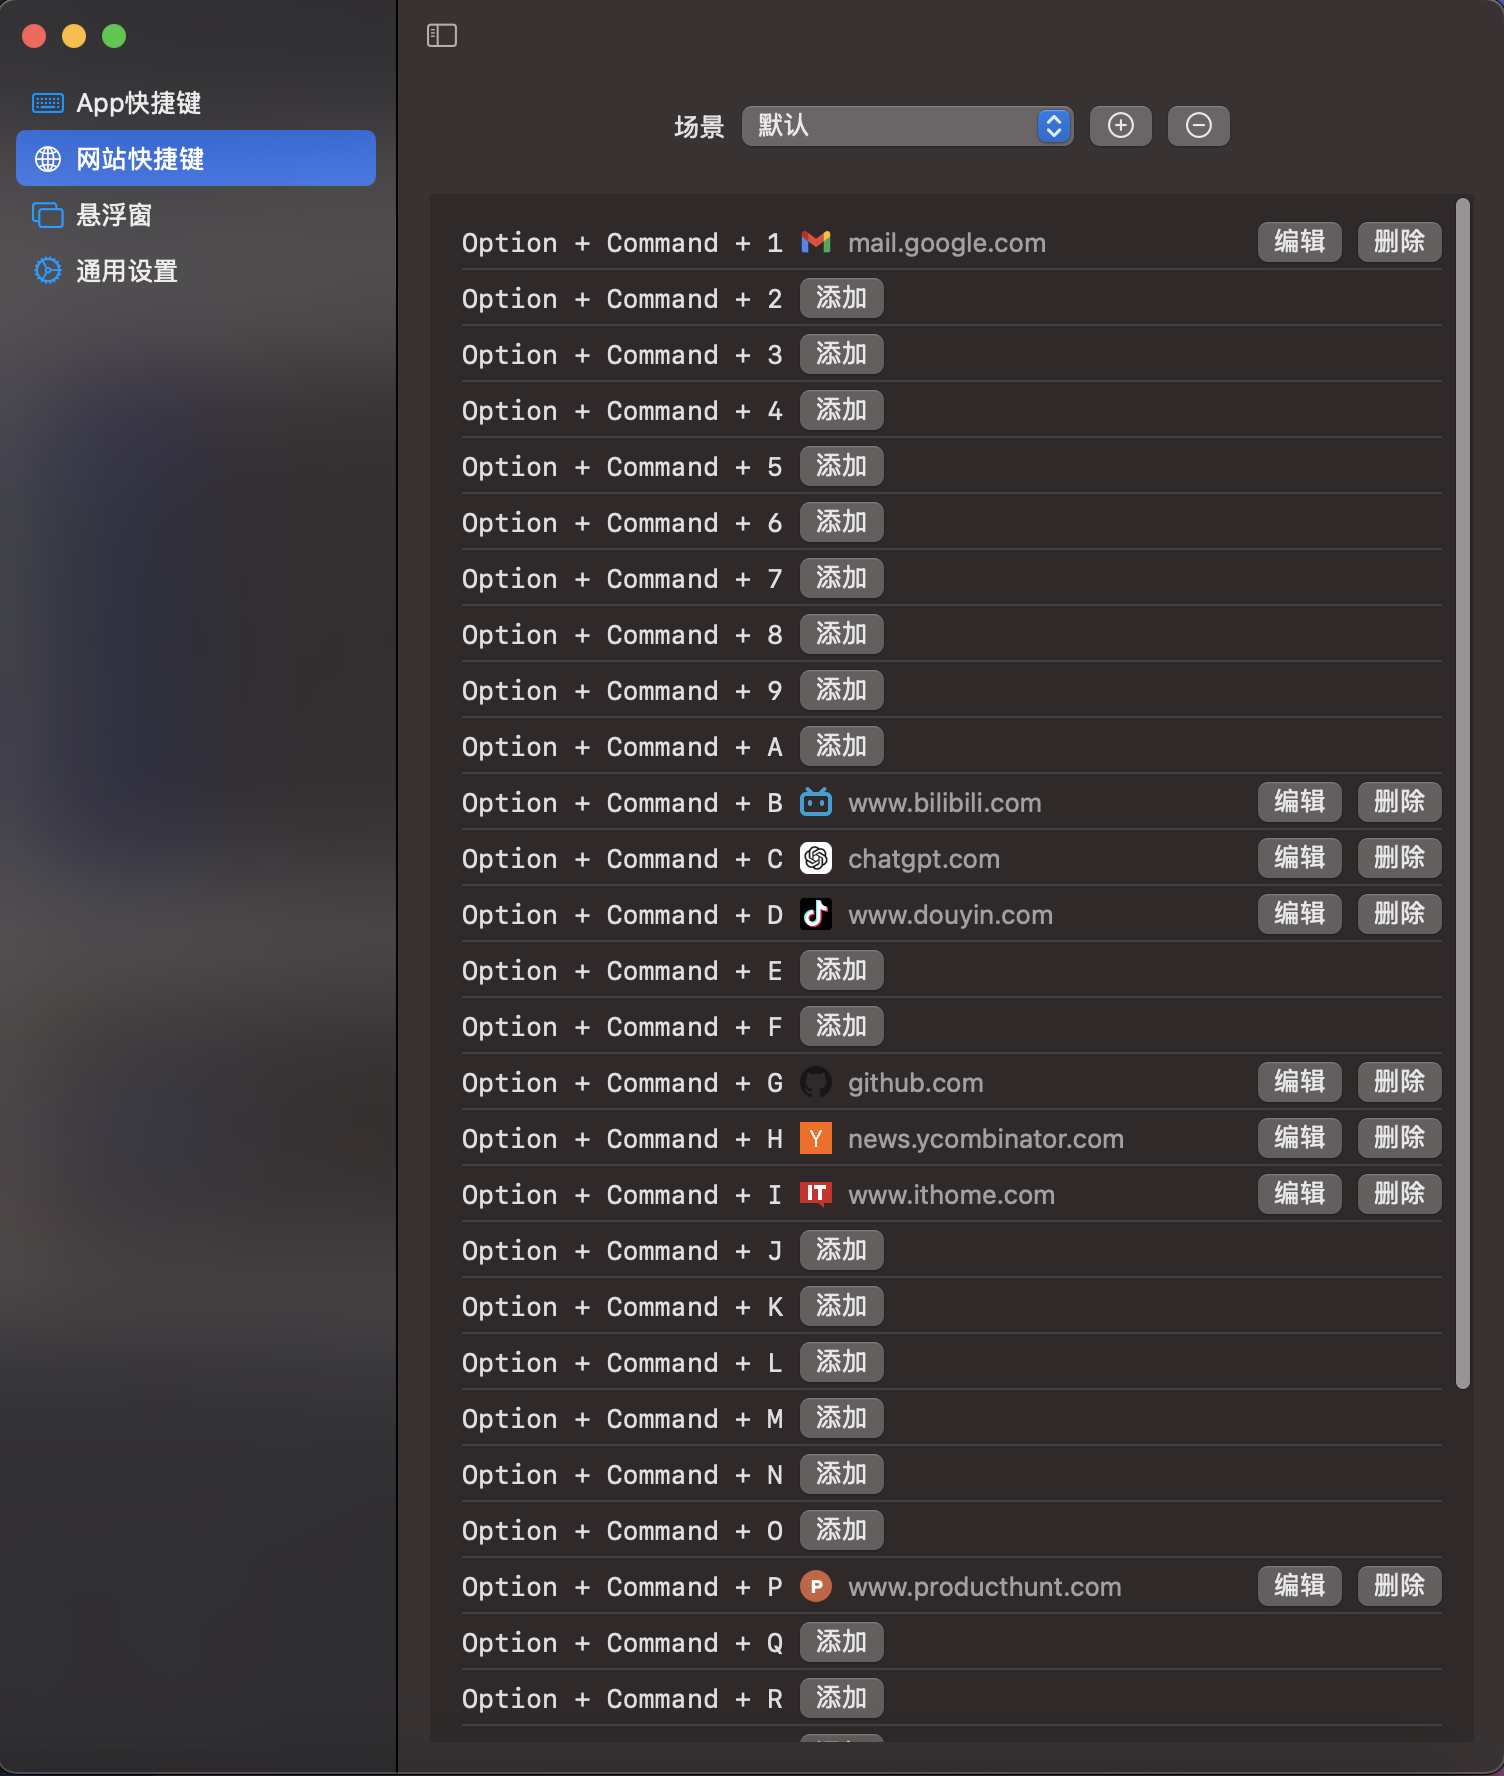 App快捷键
网站快捷键
悬浮窗
通用设置
场景 默认
Option + Command + 1 mail.google.com 编辑 删除
Option + Command + 2 添加
Option + Command + 3 添加
Option + Command + 4 添加
Option + Command + 5 添加
Option + Command + 6 添加
Option + Command + 7 添加
Option + Command + 8 添加
Option + Command + 9 添加
Option + Command + A 添加
Option + Command + B www.bilibili.com 编辑 删除
Option + Command + C chatgpt.com 编辑 删除
Option + Command + D www.douyin.com 编辑 删除
Option + Command + E 添加
Option + Command + F 添加
Option + Command + G github.com 编辑 删除
Option + Command + H Y news.ycombinator.com 编辑 删除
Option + Command + I IT www.ithome.com 编辑 删除
Option + Command + J 添加
Option + Command + K 添加
Option + Command + L 添加
Option + Command + M 添加
Option + Command + N 添加
Option + Command + O 添加
Option + Command + P P www.producthunt.com 编辑 删除
Option + Command + Q 添加
Option + Command + R 添加